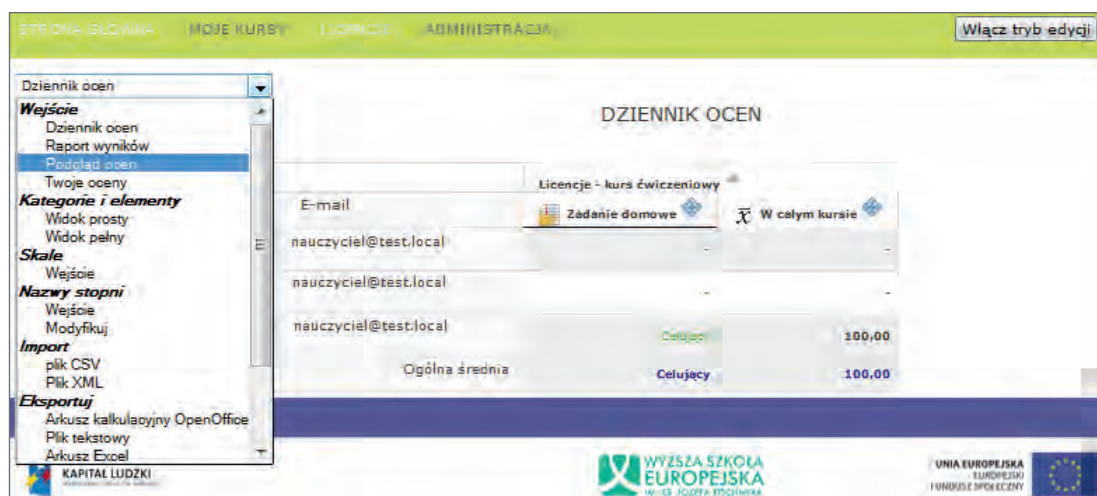 STRONA GŁÓWNA MOJE KURSY LICENCJE ADMINISTRACJA
Włącz tryb edycji
Dziennik ocen
Wejście
Dziennik ocen
Raport wyników
Podgląd ocen
Twoje oceny
Kategorie i elementy
Widok prosty
Widok pełny
Skale
Wejście
Nazwy stopni
Wejście
Modyfikuj
Import
plik CSV
Plik XML
Eksportuj
Arkusz kalkulacyjny OpenOffice
Plik tekstowy
Arkusz Excel
DZIENNIK OCEN
Licencje - kurs ćwiczeniowy
E-mail Zadanie domowe x̅ W całym kursie
nauczyciel@test.local - -
nauczyciel@test.local - -
nauczyciel@test.local Celujący 100,00
Ogólna średnia Celujący 100,00
KAPITAŁ LUDZKI
WYŻSZA SZKOŁA
EUROPEJSKA
UNIA EUROPEJSKA
EUROPEJSKI
FUNDUSZ SPOŁECZNY